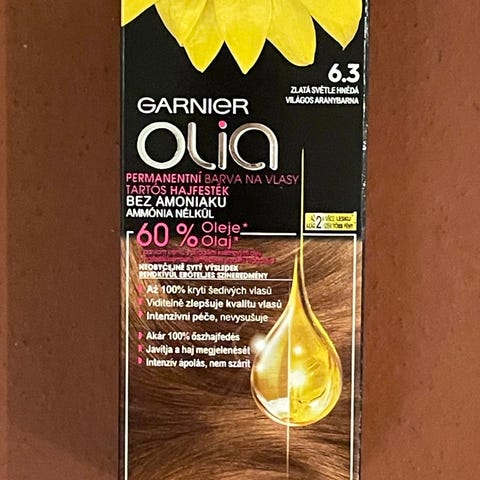 6.3
ZLATÁ SVĚTLE HNĚDÁ
VILÁGOS ARANYBARNA
GARNIER
OLIA
PERMANENTNÍ BARVA NA VLASY
TARTÓS HAJFESTÉK
BEZ AMONIAKU
AMMÓNIA NÉLKÜL
60 % Oleje*
Olaj*
NEOBYČEJNĚ SYTÝ VÝSLEDEK
RENDKÍVÜL ERŐTELJES SZÍNEREDMÉNY
• Až 100% krytí šedivých vlasů
• Viditelně zlepšuje kvalitu vlasů
• Intenzivní péče, nevysušuje
• Akár 100% őszhajfedés
• Javítja a haj megjelenését
• Intenzív ápolás, nem szárít